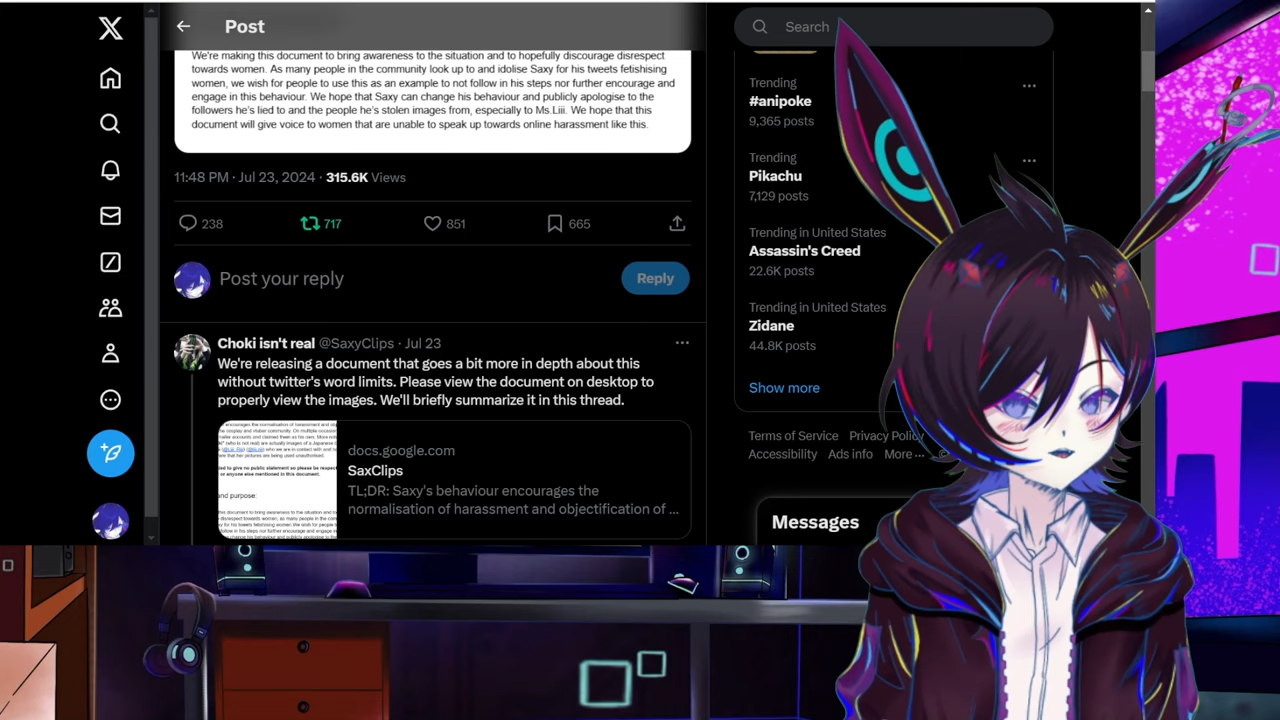 Post
We're making this document to bring awareness to the situation and to hopefully discourage disrespect
towards women. As many people in the community look up to and idolise Saxy for his tweets fetishising
women, we wish for people to use this as an example to not follow in his steps nor further encourage and
engage in this behaviour. We hope that Saxy can change his behaviour and publicly apologise to the
followers he's lied to and the people he's stolen images from, especially to Ms.Liii. We hope that this
document will give voice to women that are unable to speak up towards online harassment like this.
11:48 PM · Jul 23, 2024 · 315.6K Views
238 717 851 665
Post your reply
Reply
Choki isn't real @SaxyClips · Jul 23
We're releasing a document that goes a bit more in depth about this
without twitter's word limits. Please view the document on desktop to
properly view the images. We'll briefly summarize it in this thread.
docs.google.com
SaxClips
TL;DR: Saxy's behaviour encourages the
normalisation of harassment and objectification of ...
Search
Trending
#anipoke
9,365 posts
Trending
Pikachu
7,129 posts
Trending in United States
Assassin's Creed
22.6K posts
Trending in United States
Zidane
44.8K posts
Show more
Terms of Service Privacy Policy
Accessibility Ads info More ... ©
Messages